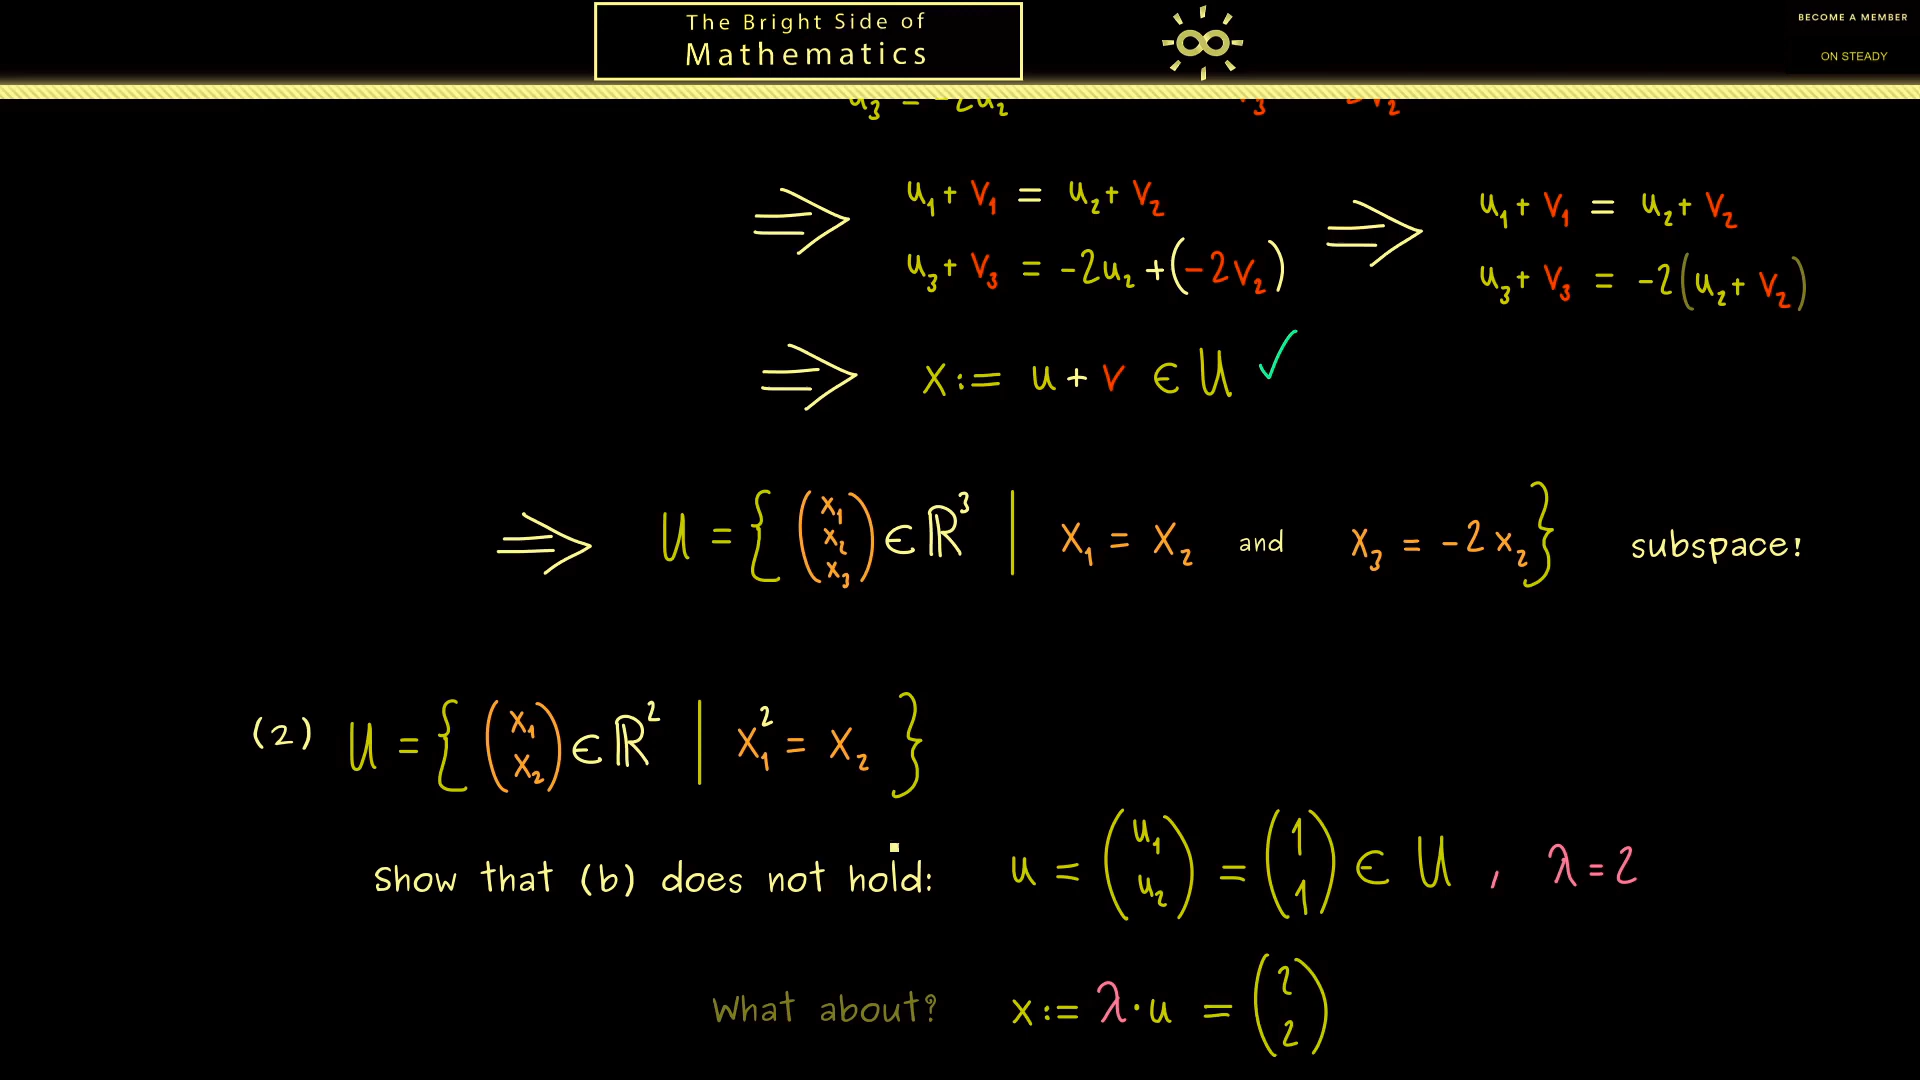 The Bright Side of
Mathematics
BECOME A MEMBER
ON STEADY
u₃ = -2u₂
⇒ u₁ + v₁ = u₂ + v₂ ⇒ u₁ + v₁ = u₂ + v₂
u₃ + v₃ = -2u₂ + (-2v₂) u₃ + v₃ = -2(u₂ + v₂)
⇒ x := u + v ∈ U ✓
⇒ U = { (x₁ x₂ x₃) ∈ ℝ³ | x₁ = x₂ and x₃ = -2x₂ } subspace!
(2) U = { (x₁ x₂) ∈ ℝ² | x₁² = x₂ }
Show that (b) does not hold: u = (u₁ u₂) = (1 1) ∈ U , λ = 2
What about? x := λ · u = (2 2)